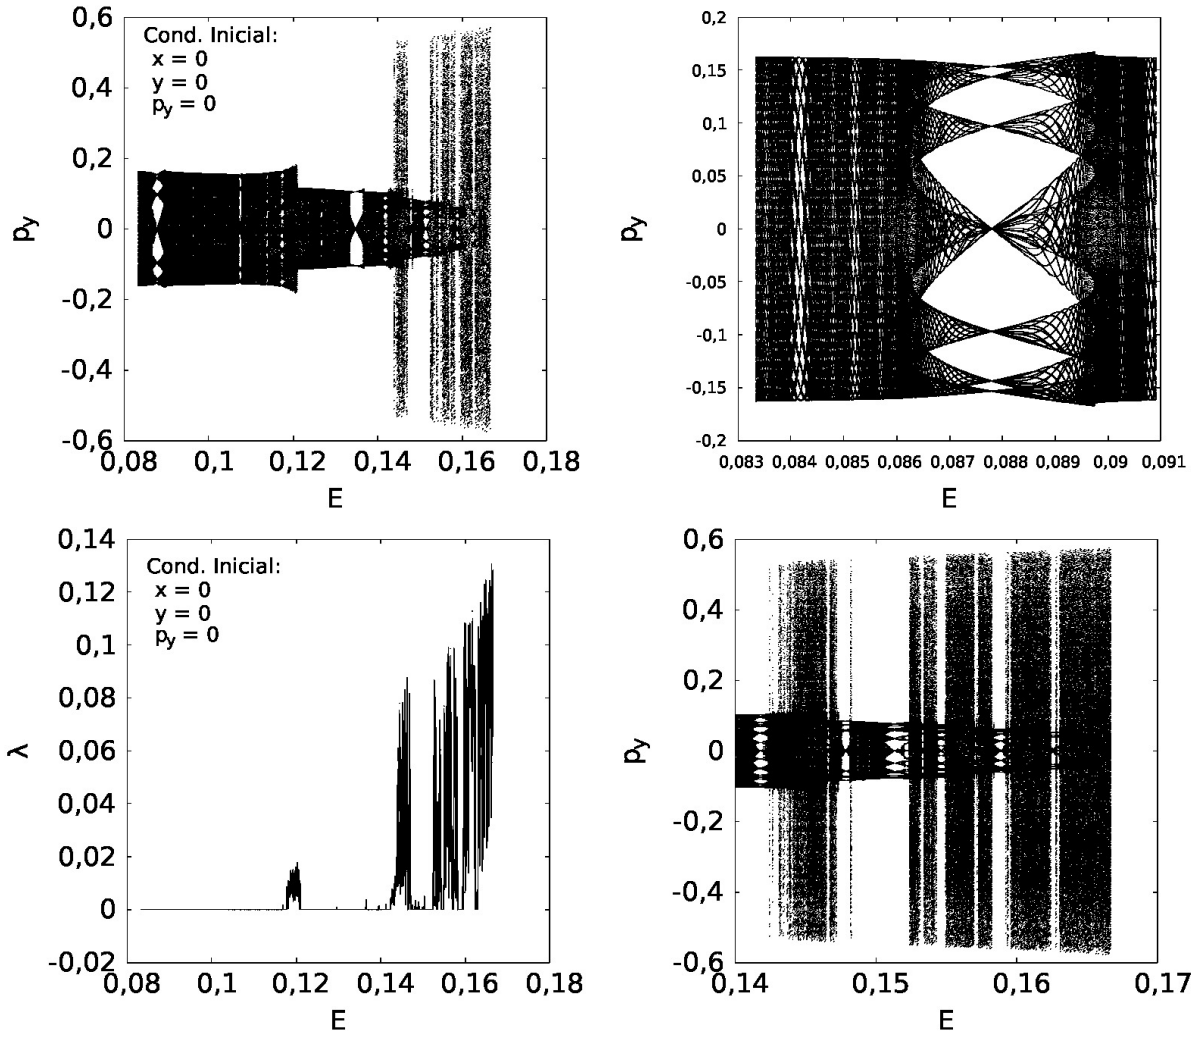 0,6
0,4
0,2
0
-0,2
-0,4
-0,6
p_y
Cond. Inicial:
x = 0
y = 0
p_y = 0
0,08 0,1 0,12 0,14 0,16 0,18
E
0,2
0,15
0,1
0,05
0
-0,05
-0,1
-0,15
-0,2
p_y
0,083 0,084 0,085 0,086 0,087 0,088 0,089 0,09 0,091
E
0,14
0,12
0,1
0,08
0,06
0,04
0,02
0
-0,02
λ
Cond. Inicial:
x = 0
y = 0
p_y = 0
0,08 0,1 0,12 0,14 0,16 0,18
E
0,6
0,4
0,2
0
-0,2
-0,4
-0,6
p_y
0,14 0,15 0,16 0,17
E